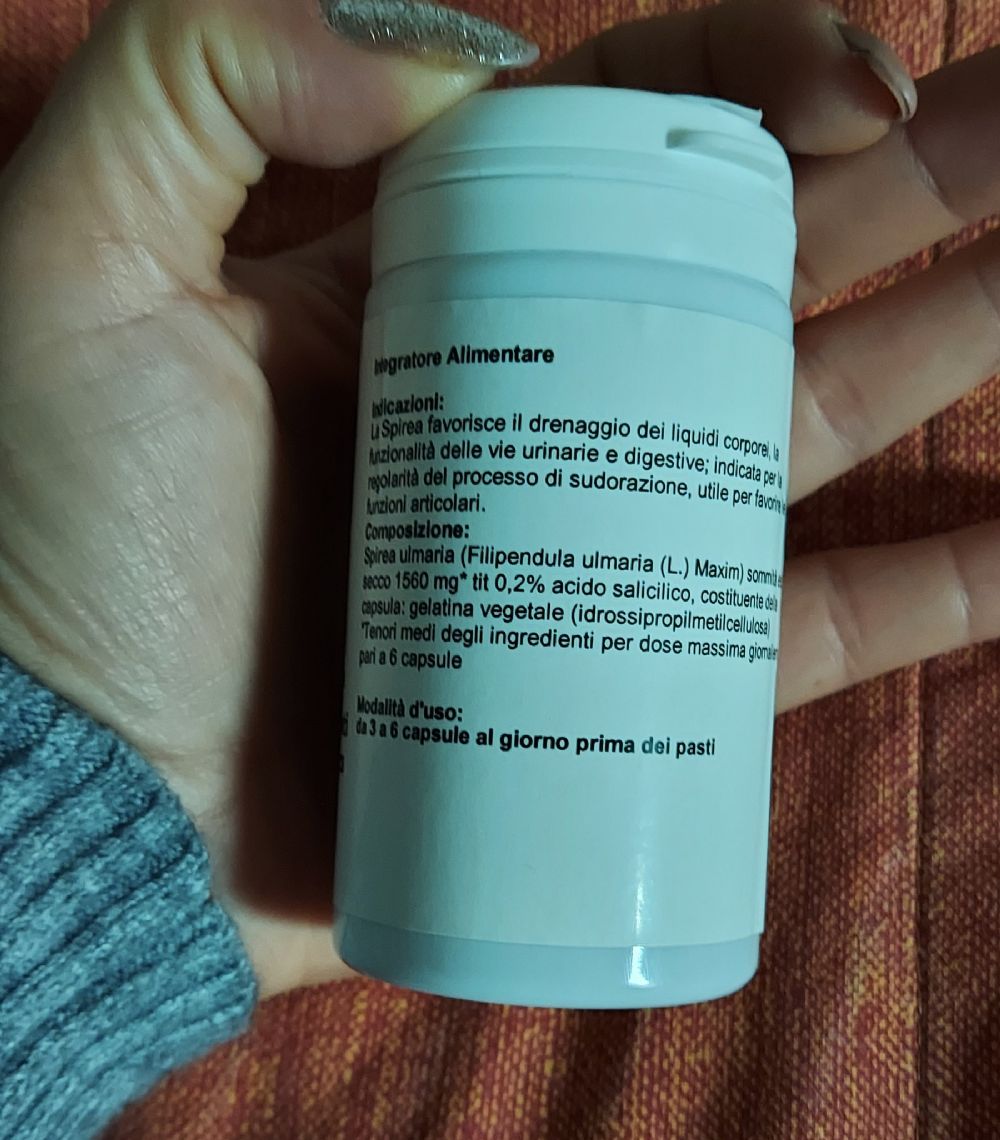 Integratore Alimentare
Indicazioni:
La Spirea favorisce il drenaggio dei liquidi corporei, la
funzionalità delle vie urinarie e digestive; indicata per la
regolarità del processo di sudorazione, utile per favorire le
funzioni articolari.
Composizione:
Spirea ulmaria (Filipendula ulmaria (L.) Maxim) sommità
secco 1560 mg* tit 0,2% acido salicilico, costituente della
capsula: gelatina vegetale (idrossipropilmetilcellulosa)
*Tenori medi degli ingredienti per dose massima
pari a 6 capsule
Modalità d'uso:
da 3 a 6 capsule al giorno prima dei pasti